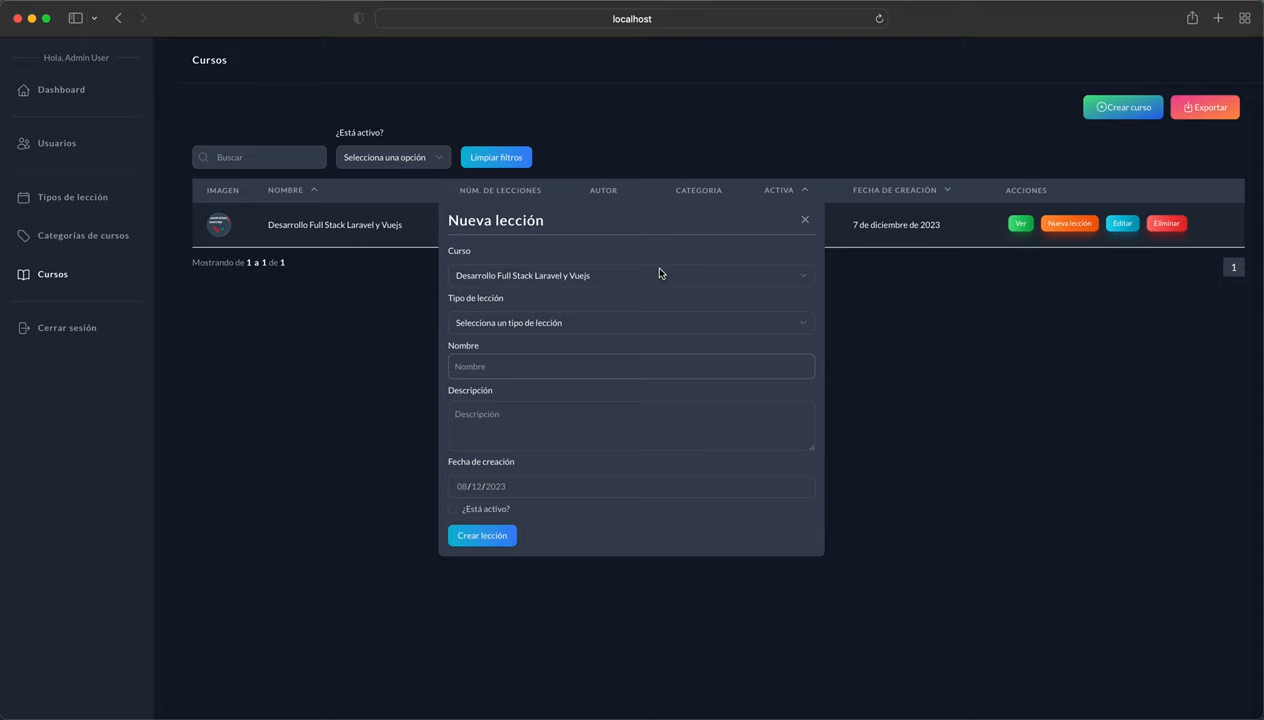 localhost
Hola, Admin User
Dashboard
Usuarios
Tipos de lección
Categorías de cursos
Cursos
Cerrar sesión
Cursos
Crear curso
Exportar
¿Está activo?
Buscar
Selecciona una opción
Limpiar filtros
IMAGEN NOMBRE NÚM. DE LECCIONES AUTOR CATEGORIA ACTIVA FECHA DE CREACIÓN ACCIONES
Desarrollo Full Stack Laravel y Vuejs 7 de diciembre de 2023 Ver Nueva lección Editar Eliminar
Mostrando de 1 a 1 de 1
1
Nueva lección
Curso
Desarrollo Full Stack Laravel y Vuejs
Tipo de lección
Selecciona un tipo de lección
Nombre
Nombre
Descripción
Descripción
Fecha de creación
08/12/2023
¿Está activo?
Crear lección